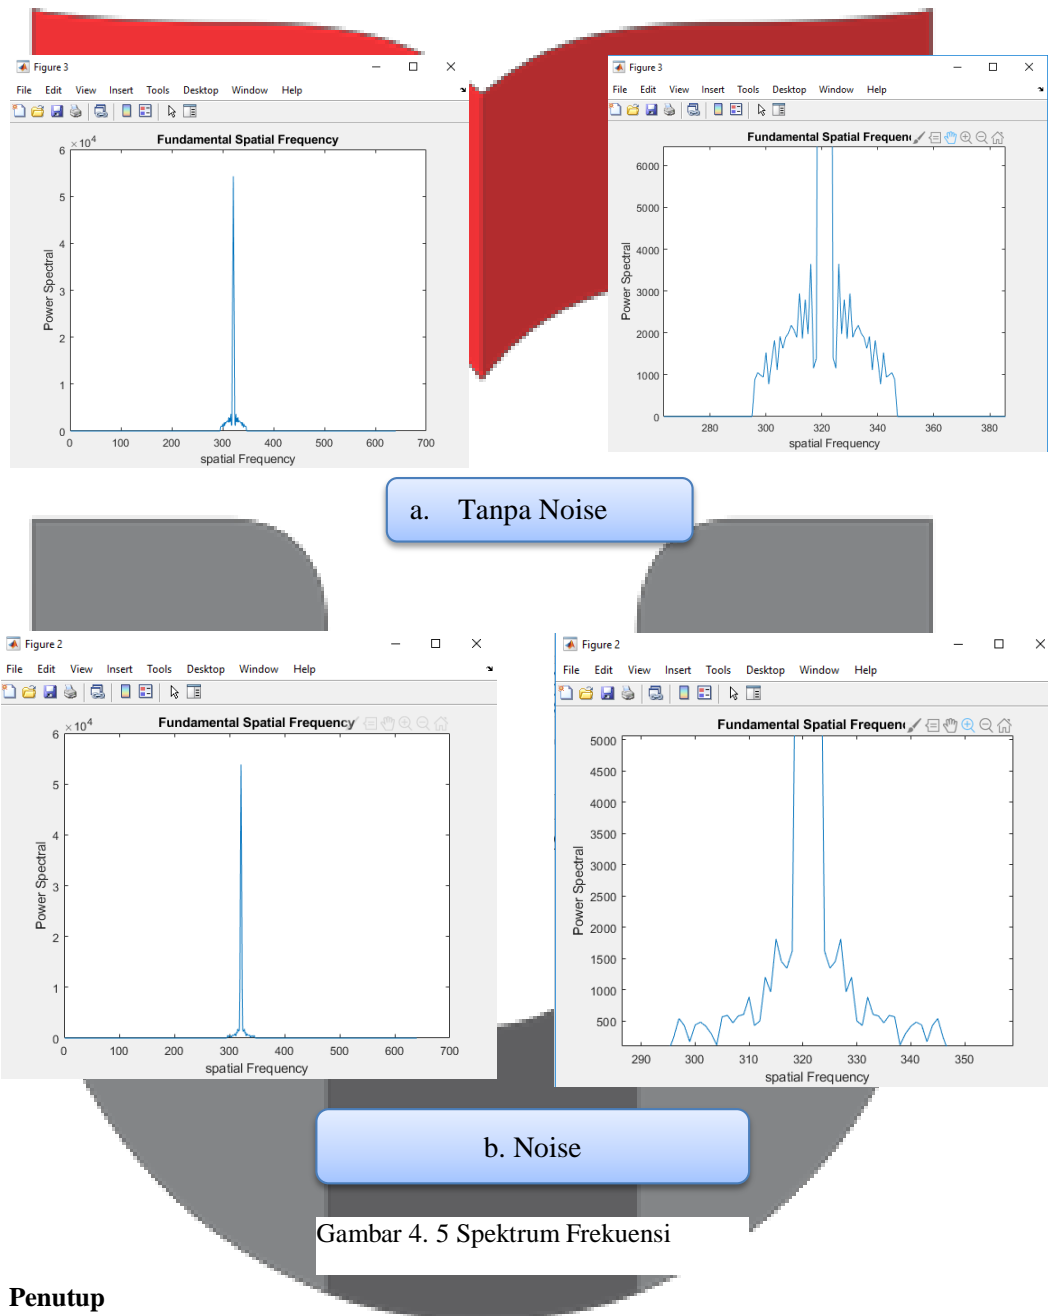 Figure 3
File Edit View Insert Tools Desktop Window Help
Fundamental Spatial Frequency
×10⁴
6
5
4
3
2
1
0
Power Spectral
0 100 200 300 400 500 600 700
spatial Frequency
Figure 3
File Edit View Insert Tools Desktop Window Help
Fundamental Spatial Frequen
6000
5000
4000
3000
2000
1000
0
Power Spectral
280 300 320 340 360 380
spatial Frequency
a. Tanpa Noise
Figure 2
File Edit View Insert Tools Desktop Window Help
Fundamental Spatial Frequency
×10⁴
6
5
4
3
2
1
0
Power Spectral
0 100 200 300 400 500 600 700
spatial Frequency
Figure 2
File Edit View Insert Tools Desktop Window Help
Fundamental Spatial Frequen
5000
4500
4000
3500
3000
2500
2000
1500
1000
500
Power Spectral
290 300 310 320 330 340 350
spatial Frequency
b. Noise
Gambar 4. 5 Spektrum Frekuensi
Penutup